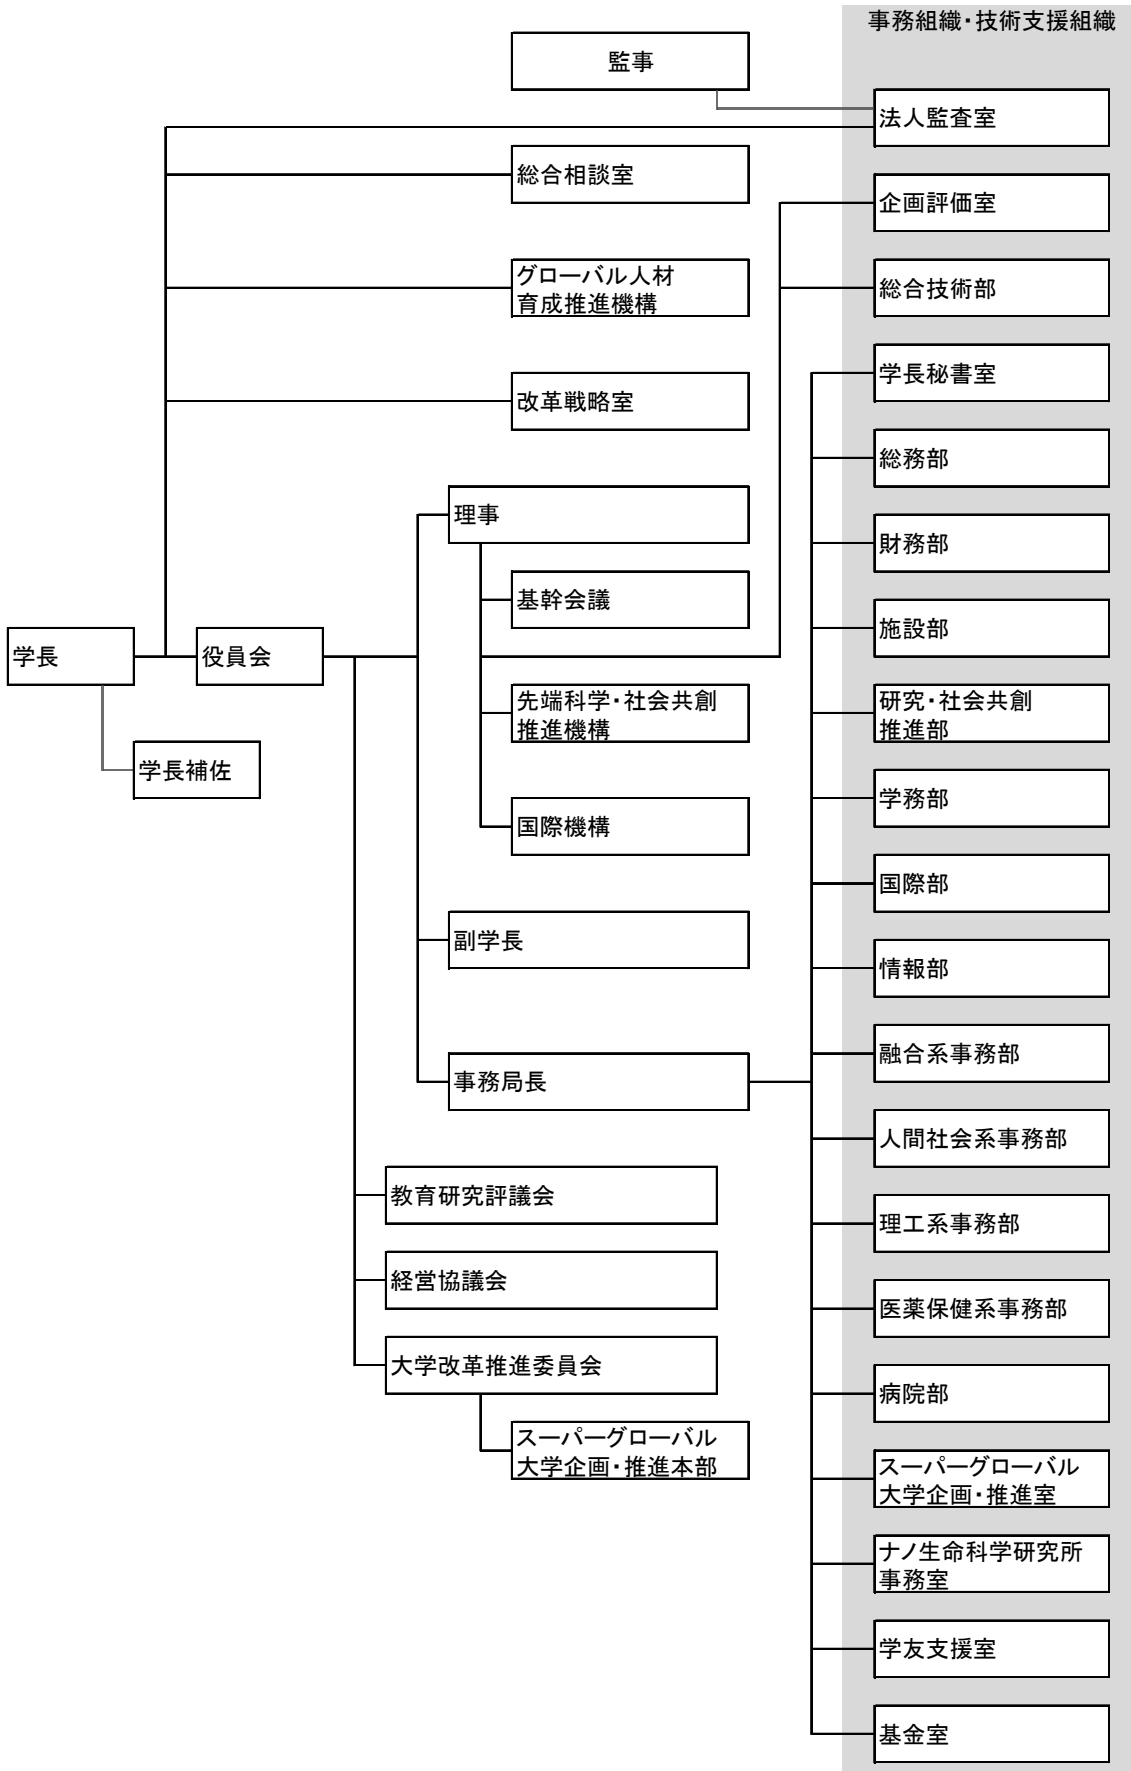 事務組織・技術支援組織
監事
法人監査室
総合相談室
企画評価室
グローバル人材
育成推進機構
総合技術部
学長秘書室
改革戦略室
総務部
理事
財務部
基幹会議
施設部
学長
役員会
先端科学・社会共創
推進機構
研究・社会共創
推進部
学長補佐
学務部
国際機構
国際部
副学長
情報部
融合系事務部
事務局長
人間社会系事務部
教育研究評議会
理工系事務部
経営協議会
医薬保健系事務部
大学改革推進委員会
病院部
スーパーグローバル
大学企画・推進本部
スーパーグローバル
大学企画・推進室
ナノ生命科学研究所
事務室
学友支援室
基金室